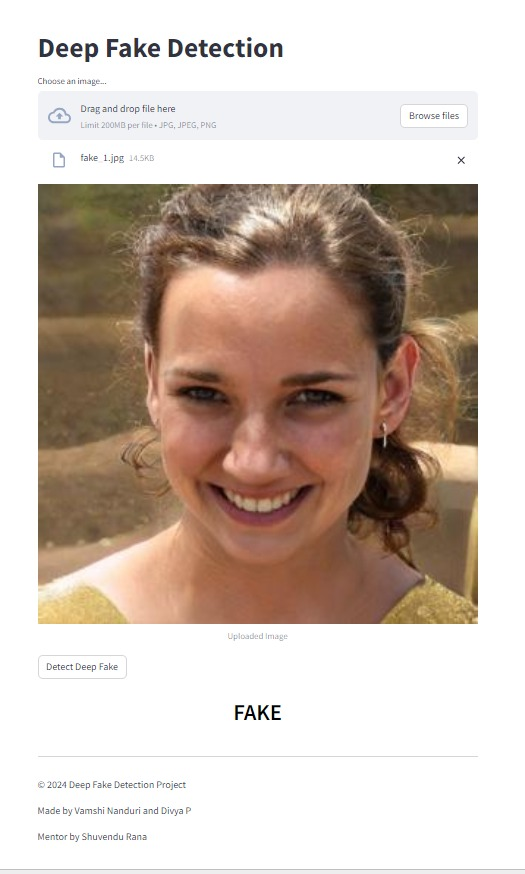 Deep Fake Detection
Choose an image...
Drag and drop file here
Limit 200MB per file • JPG, JPEG, PNG
Browse files
fake_1.jpg 14.5KB
Uploaded Image
Detect Deep Fake
FAKE
© 2024 Deep Fake Detection Project
Made by Vamshi Nanduri and Divya P
Mentor by Shuvendu Rana